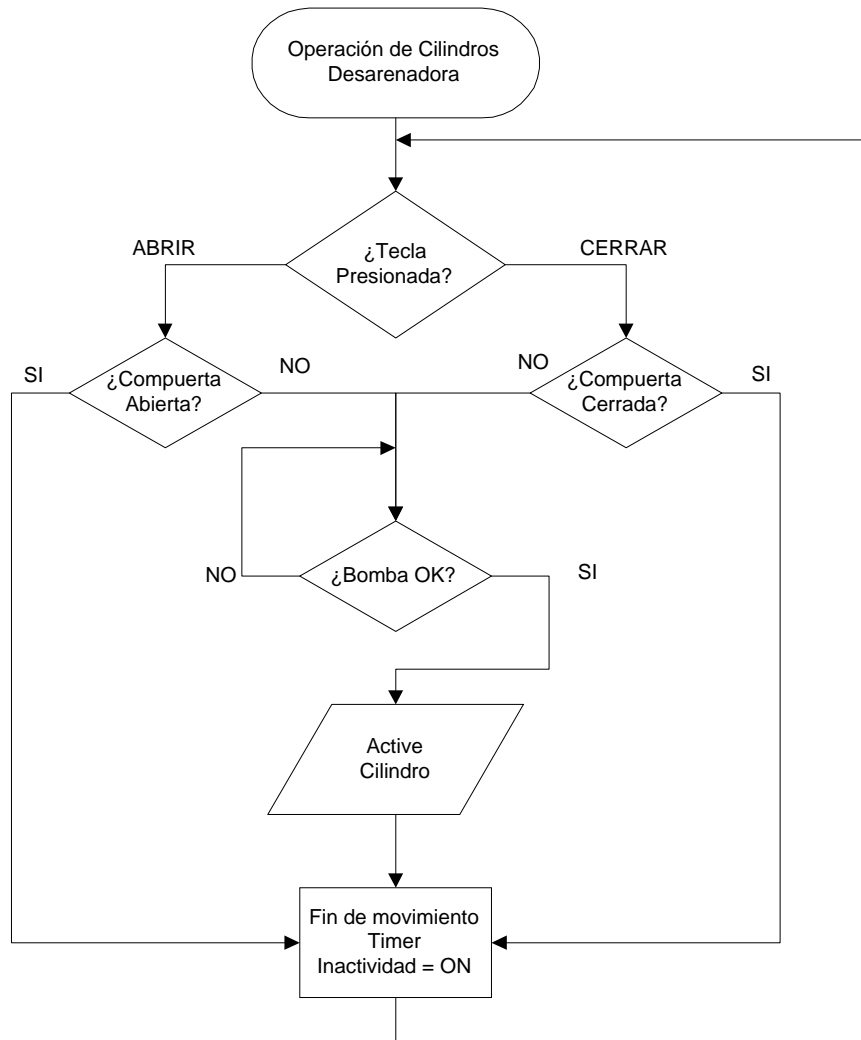 Operación de Cilindros
Desarenadora
ABRIR
¿Tecla
Presionada?
CERRAR
SI
¿Compuerta
Abierta?
NO
NO
¿Compuerta
Cerrada?
SI
NO
¿Bomba OK?
SI
Active
Cilindro
Fin de movimiento
Timer
Inactividad = ON